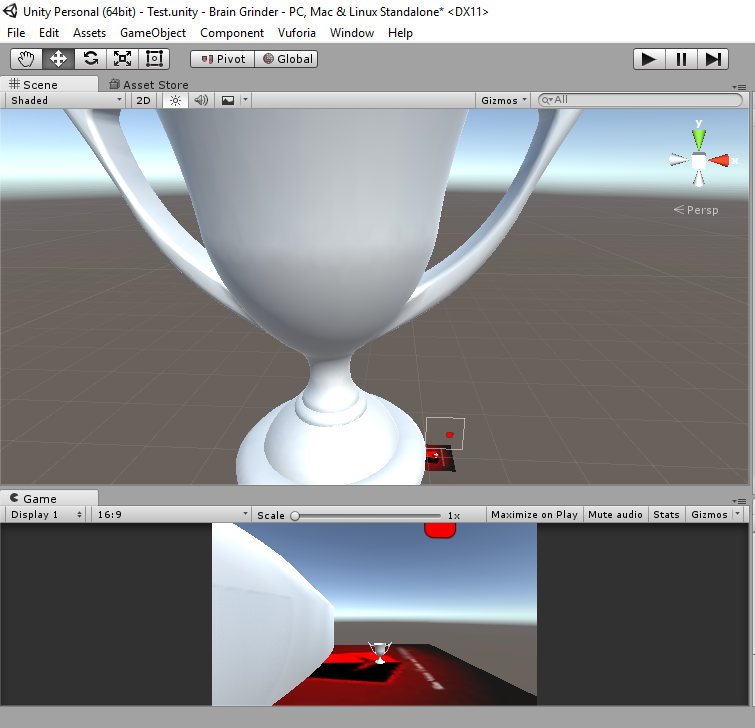 Unity Personal (64bit) - Test.unity - Brain Grinder - PC, Mac & Linux Standalone* <DX11>
File Edit Assets GameObject Component Vuforia Window Help
Pivot Global
Scene Asset Store
Shaded 2D Gizmos All
y
x
Persp
Game
Display 1 16:9 Scale 1x Maximize on Play Mute audio Stats Gizmos